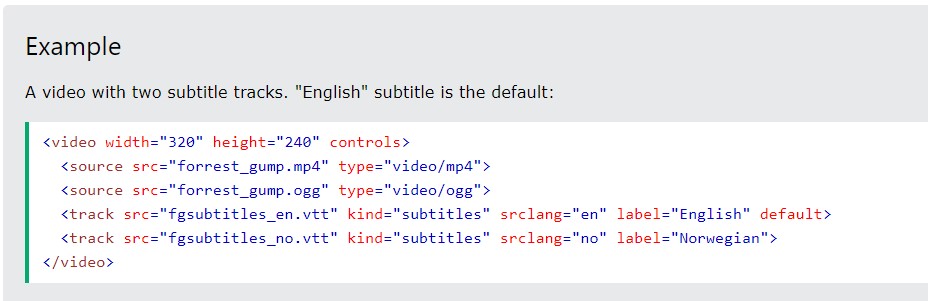 Example
A video with two subtitle tracks. "English" subtitle is the default:
<video width="320" height="240" controls>
  <source src="forrest_gump.mp4" type="video/mp4">
  <source src="forrest_gump.ogg" type="video/ogg">
  <track src="fgsubtitles_en.vtt" kind="subtitles" srclang="en" label="English" default>
  <track src="fgsubtitles_no.vtt" kind="subtitles" srclang="no" label="Norwegian">
</video>